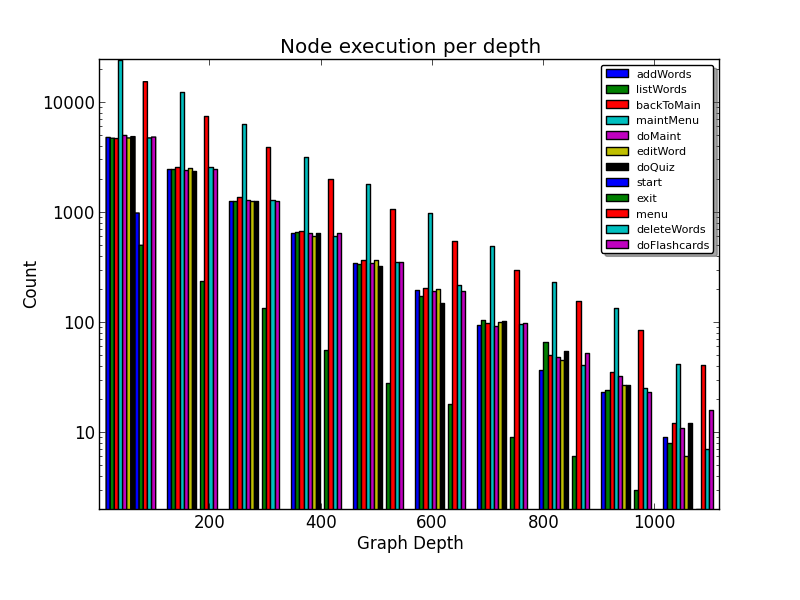 Node execution per depth
addWords
listWords
backToMain
maintMenu
doMaint
editWord
doQuiz
start
exit
menu
deleteWords
doFlashcards
10000
1000
100
10
Count
200 400 600 800 1000
Graph Depth